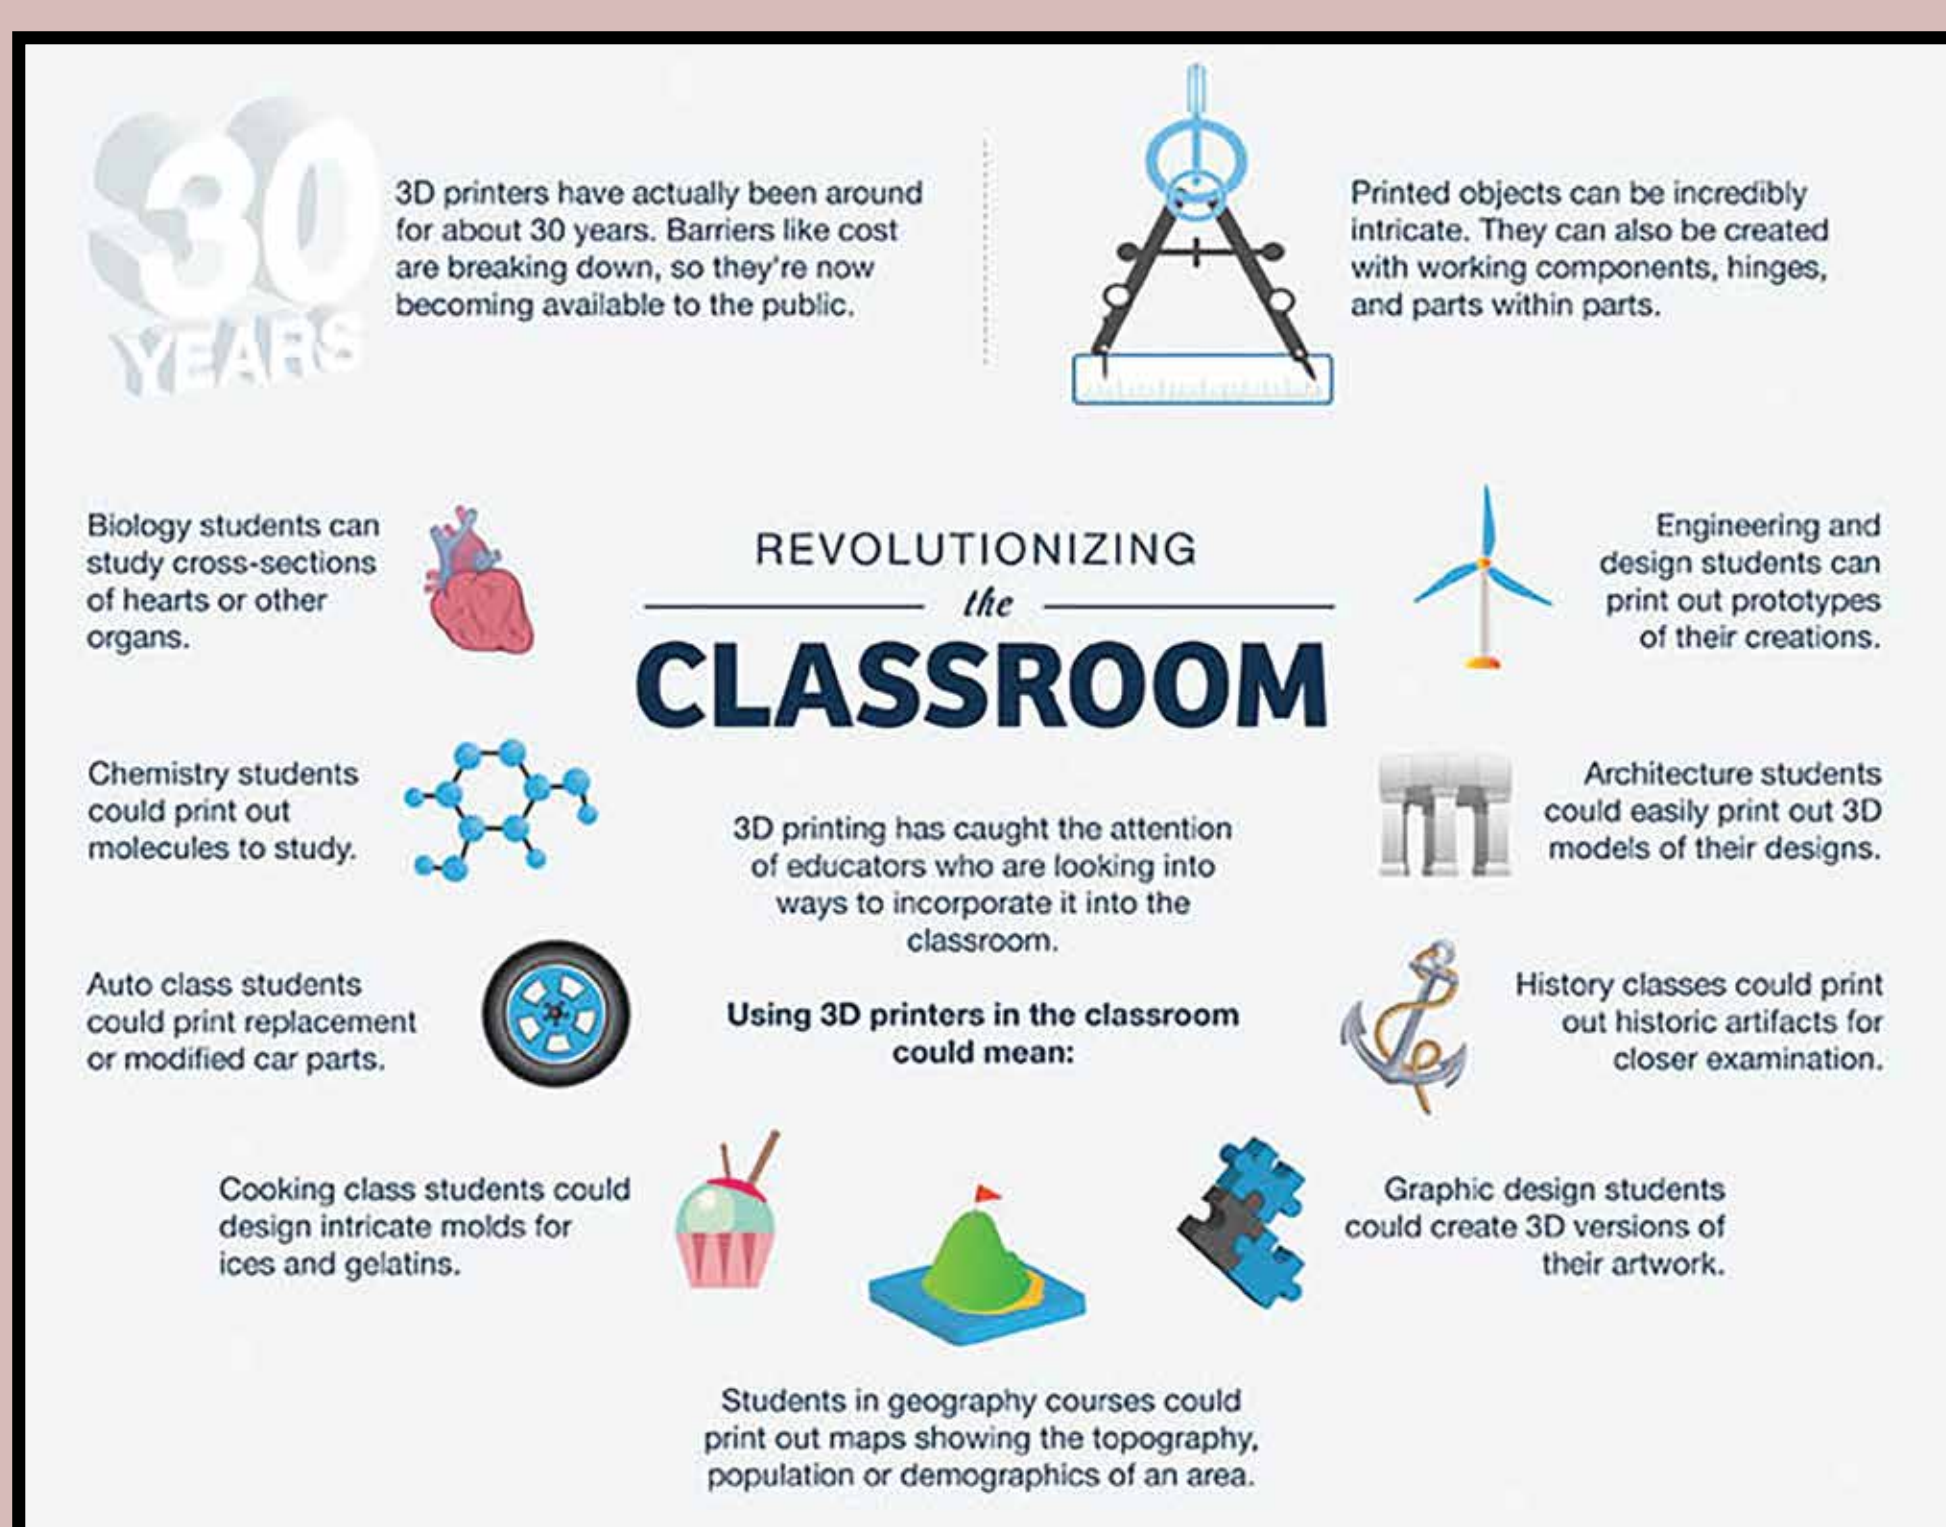 30
YEARS
3D printers have actually been around
for about 30 years. Barriers like cost
are breaking down, so they're now
becoming available to the public.
Printed objects can be incredibly
intricate. They can also be created
with working components, hinges,
and parts within parts.
REVOLUTIONIZING
the
CLASSROOM
3D printing has caught the attention
of educators who are looking into
ways to incorporate it into the
classroom.
Using 3D printers in the classroom
could mean:
Biology students can
study cross-sections
of hearts or other
organs.
Chemistry students
could print out
molecules to study.
Auto class students
could print replacement
or modified car parts.
Cooking class students could
design intricate molds for
ices and gelatins.
Students in geography courses could
print out maps showing the topography,
population or demographics of an area.
Engineering and
design students can
print out prototypes
of their creations.
Architecture students
could easily print out 3D
models of their designs.
History classes could print
out historic artifacts for
closer examination.
Graphic design students
could create 3D versions of
their artwork.